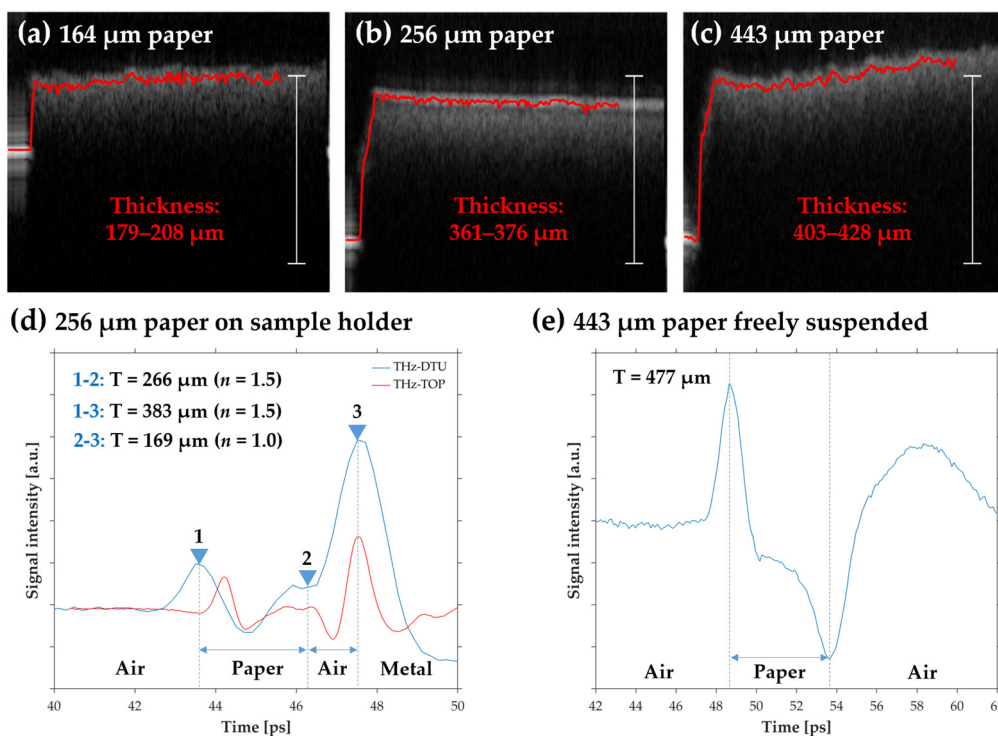 (a) 164 µm paper
(b) 256 µm paper
(c) 443 µm paper
Thickness:
179–208 µm
Thickness:
361–376 µm
Thickness:
403–428 µm
(d) 256 µm paper on sample holder
1-2: T = 266 µm (n = 1.5)
1-3: T = 383 µm (n = 1.5)
2-3: T = 169 µm (n = 1.0)
THz-DTU
THz-TOP
1
2
3
Signal intensity [a.u.]
Air
Paper
Air
Metal
40
42
44
46
48
50
Time [ps]
(e) 443 µm paper freely suspended
T = 477 µm
Signal intensity [a.u.]
Air
Paper
Air
42
44
46
48
50
52
54
56
58
60
Time [ps]